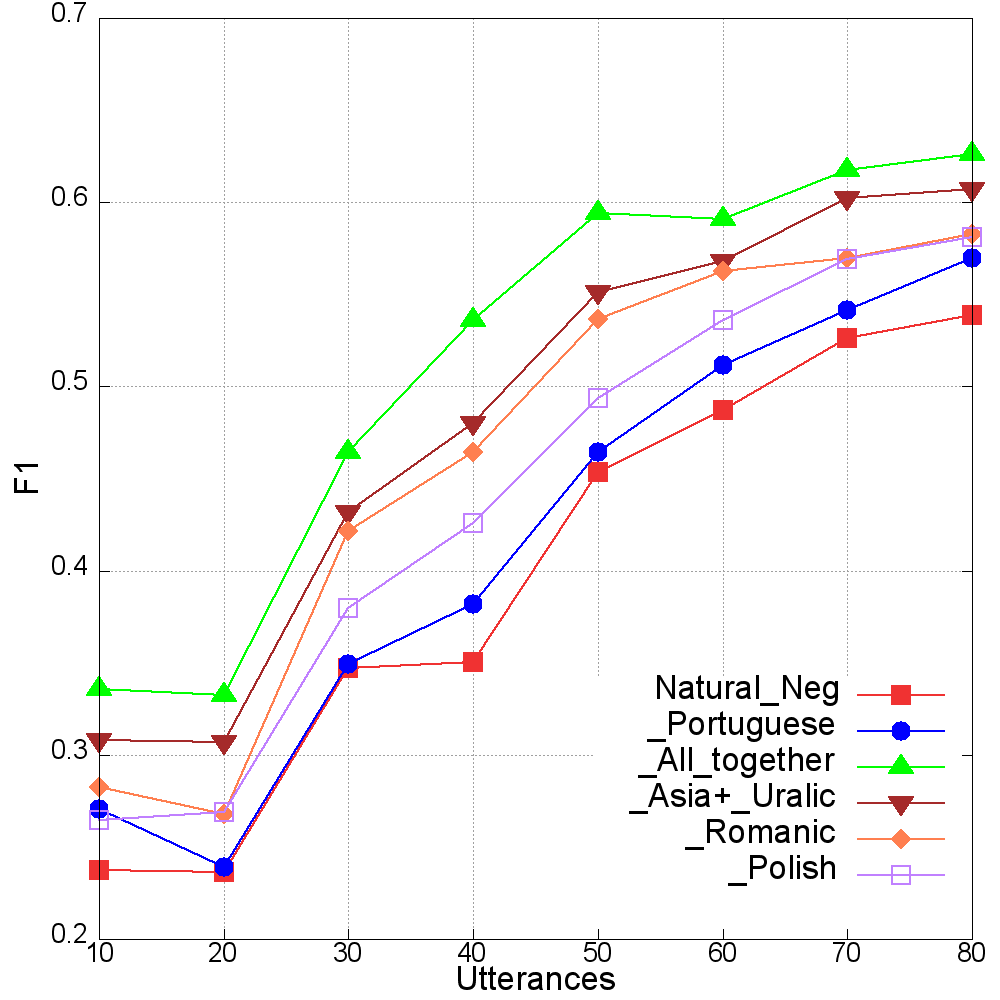 0.7
0.6
0.5
0.4
0.3
0.2
F1
10 20 30 40 50 60 70 80
Utterances
Natural_Neg
_Portuguese
_All_together
_Asia+_Uralic
_Romanic
_Polish